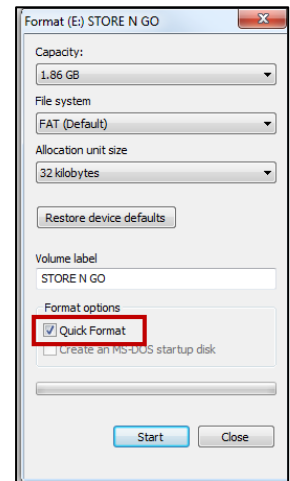 Format (E:) STORE N GO
Capacity:
1.86 GB
File system
FAT (Default)
Allocation unit size
32 kilobytes
Restore device defaults
Volume label
STORE N GO
Format options
Quick Format
Create an MS-DOS startup disk
Start Close